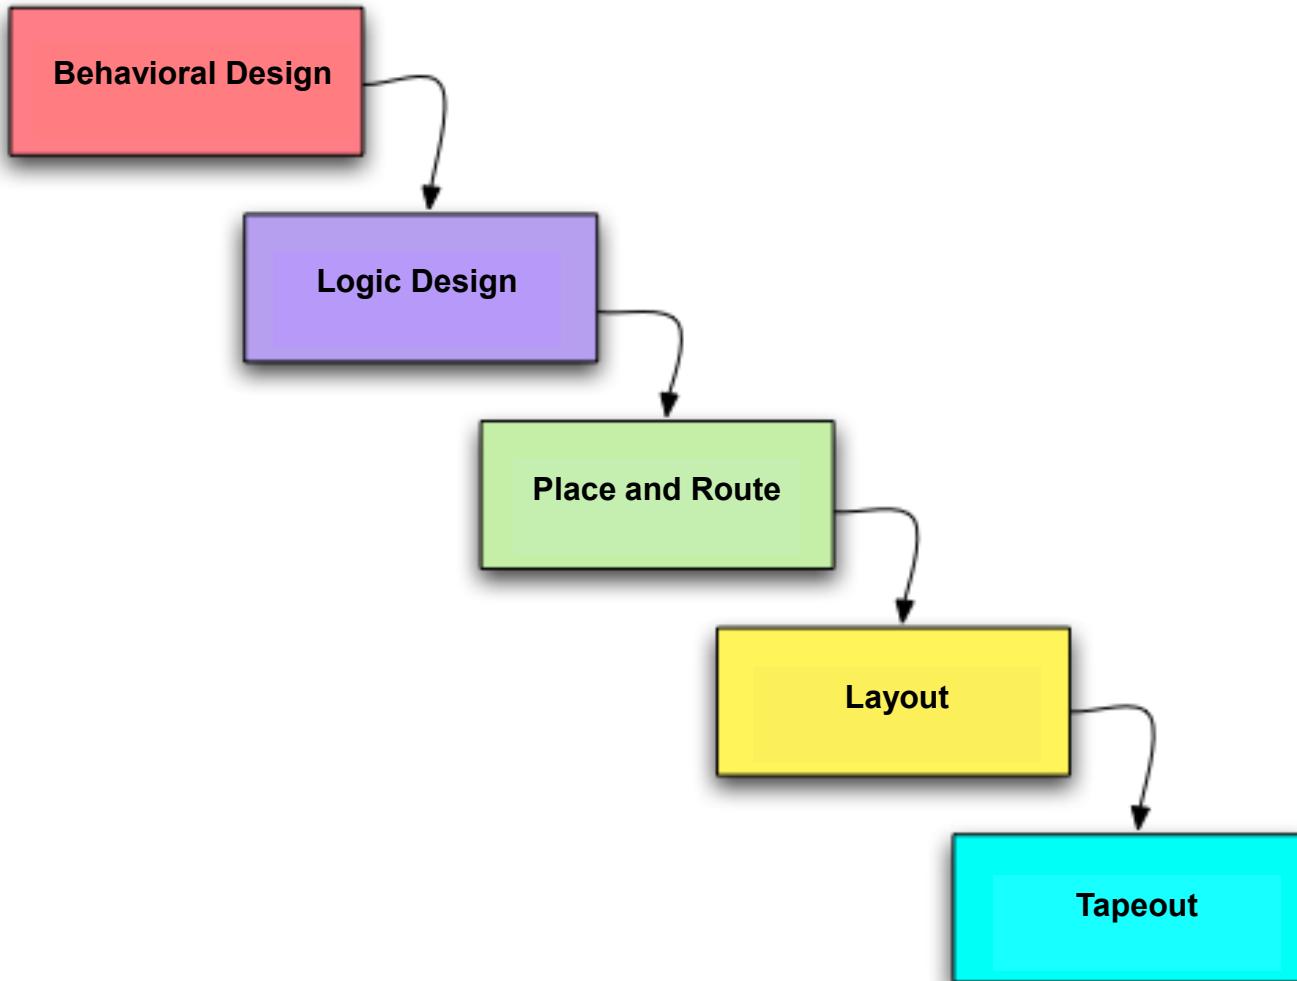 Behavioral Design
Logic Design
Place and Route
Layout
Tapeout